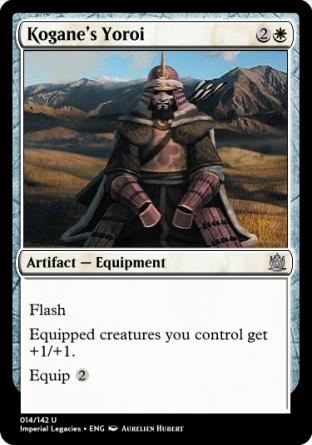 Kogane's Yoroi 2
Artifact — Equipment
Flash
Equipped creatures you control get
+1/+1.
Equip 2
014/142 U
Imperial Legacies • ENG Aurelien Hubert